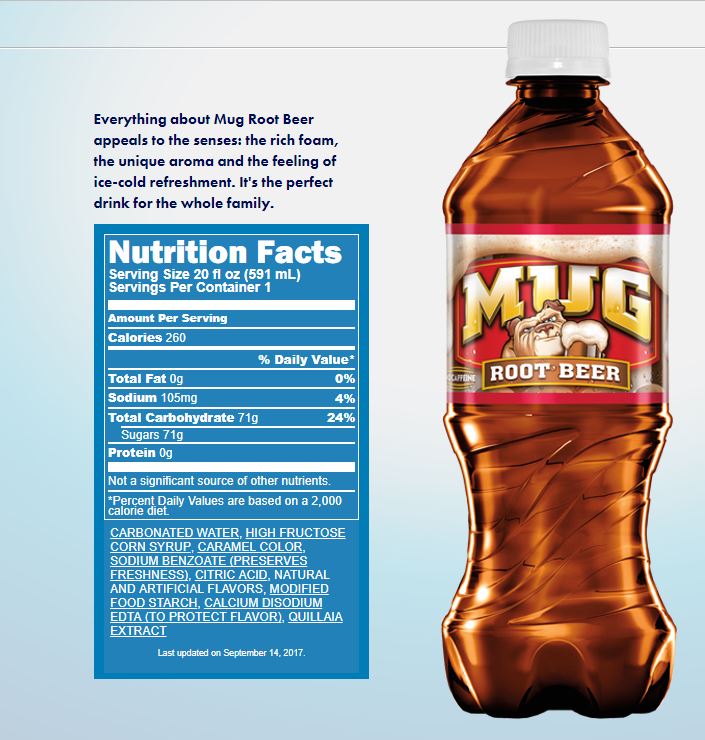 Everything about Mug Root Beer
appeals to the senses: the rich foam,
the unique aroma and the feeling of
ice-cold refreshment. It's the perfect
drink for the whole family.
Nutrition Facts
Serving Size 20 fl oz (591 mL)
Servings Per Container 1
Amount Per Serving
Calories 260
% Daily Value*
Total Fat 0g 0%
Sodium 105mg 4%
Total Carbohydrate 71g 24%
Sugars 71g
Protein 0g
Not a significant source of other nutrients.
*Percent Daily Values are based on a 2,000
calorie diet.
CARBONATED WATER, HIGH FRUCTOSE
CORN SYRUP, CARAMEL COLOR,
SODIUM BENZOATE (PRESERVES
FRESHNESS), CITRIC ACID, NATURAL
AND ARTIFICIAL FLAVORS, MODIFIED
FOOD STARCH, CALCIUM DISODIUM
EDTA (TO PROTECT FLAVOR), QUILLAIA
EXTRACT
Last updated on September 14, 2017.
MUG
ROOT BEER
CAFFEINE